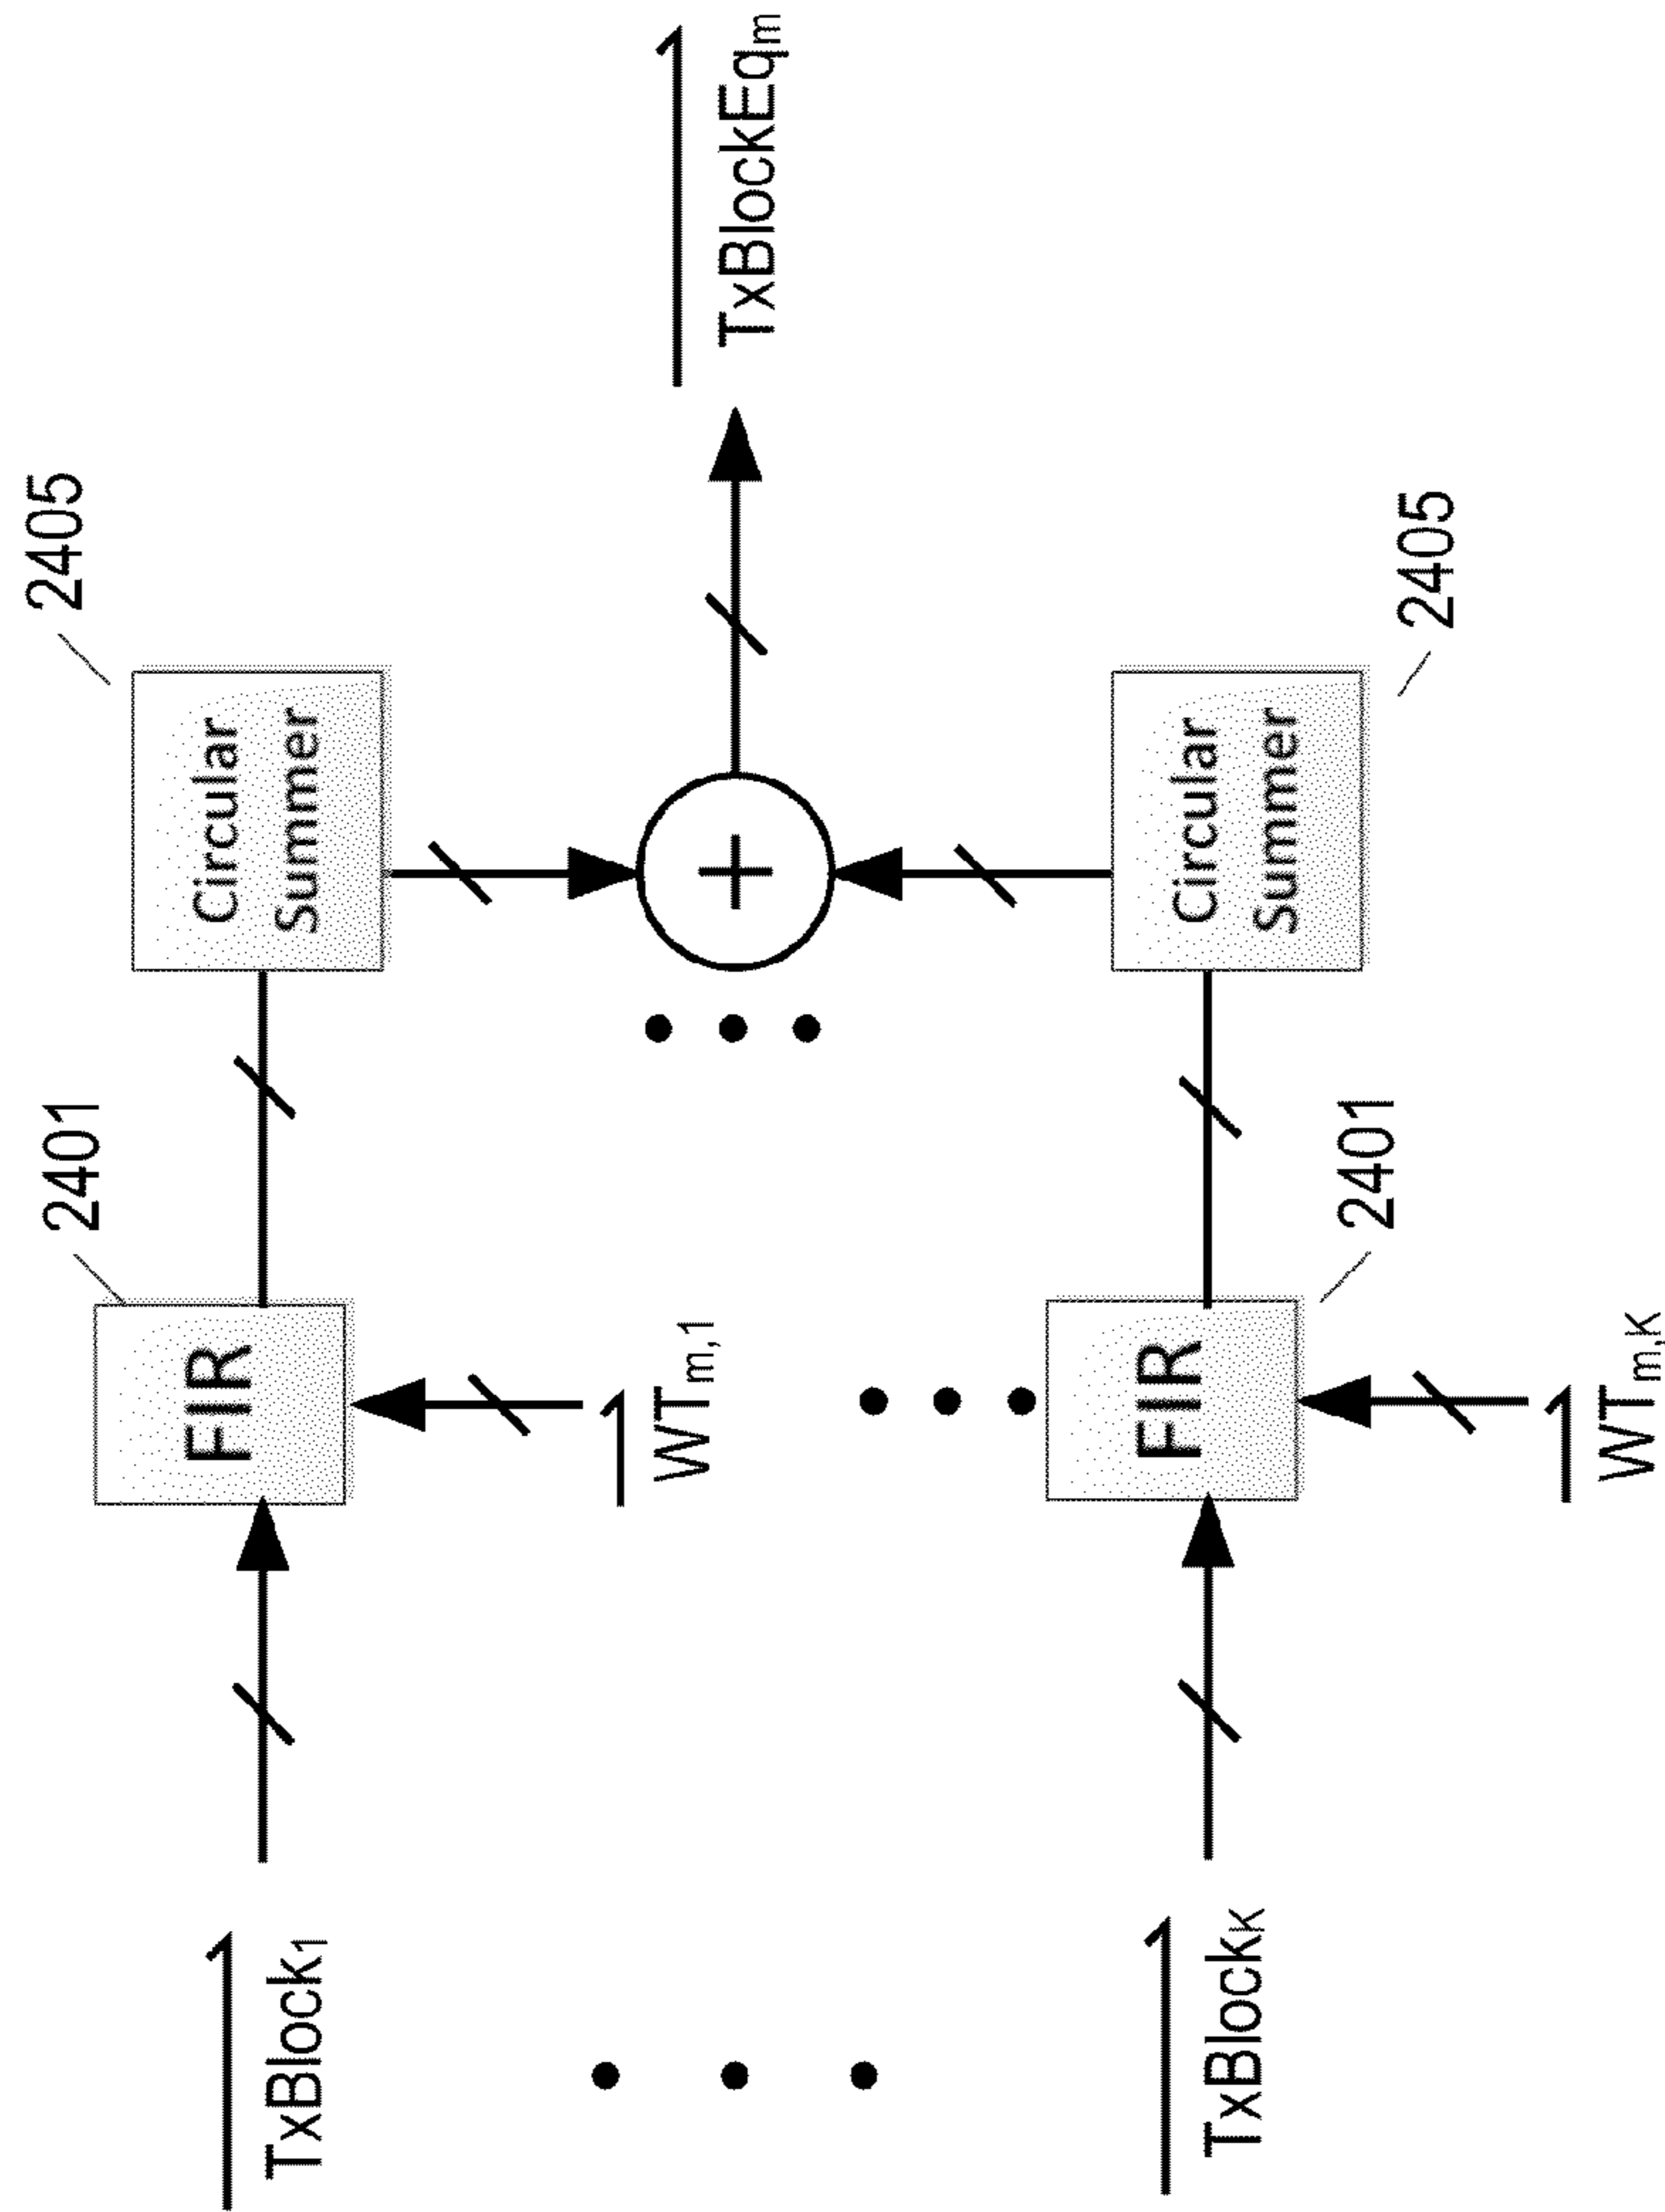 2401
2405
TxBlock₁
FIR
Circular
Summer
WTₘ,₁
+
TxBlockEqₘ
TxBlockK
FIR
Circular
Summer
WTₘ,K
2401
2405